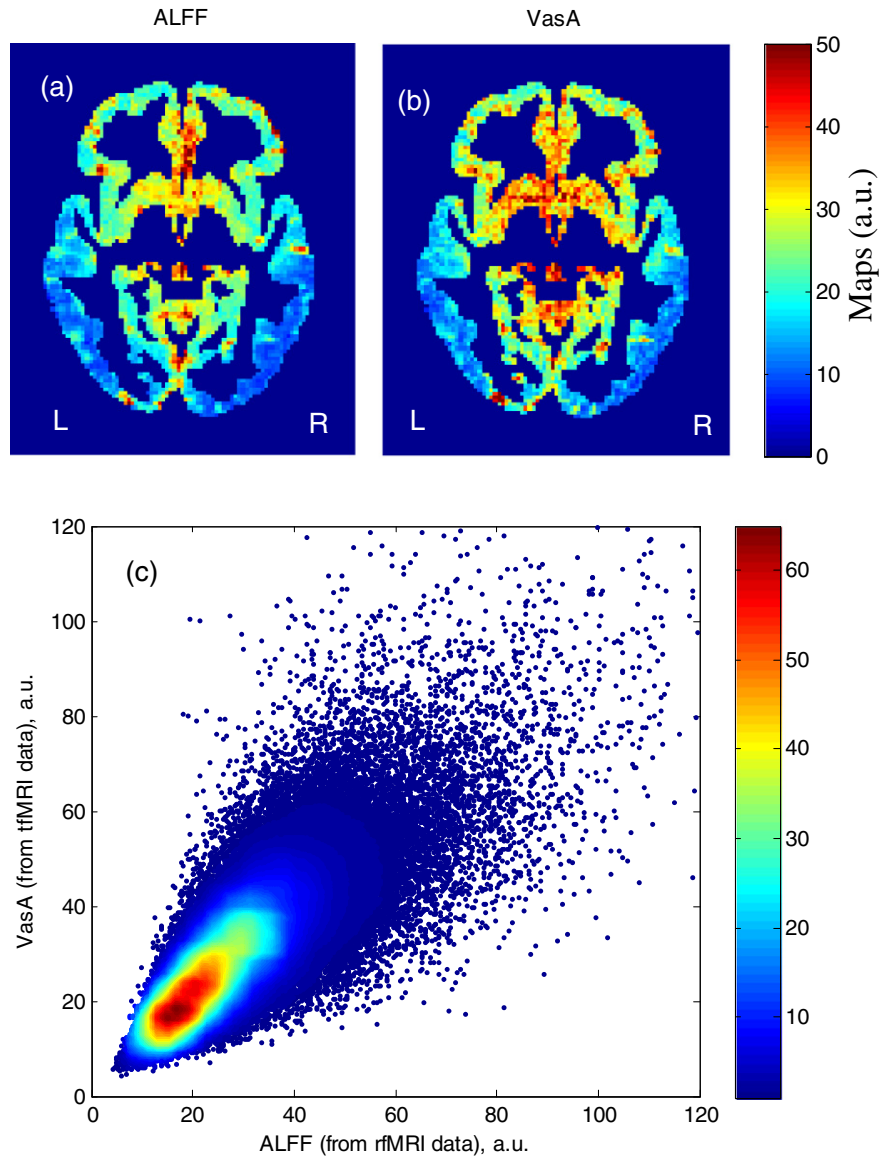 ALFF
VasA
(a)
(b)
L
R
L
R
50
40
30
20
10
0
Maps (a.u.)
(c)
120
100
80
60
40
20
0
VasA (from tfMRI data), a.u.
0
20
40
60
80
100
120
ALFF (from rfMRI data), a.u.
60
50
40
30
20
10